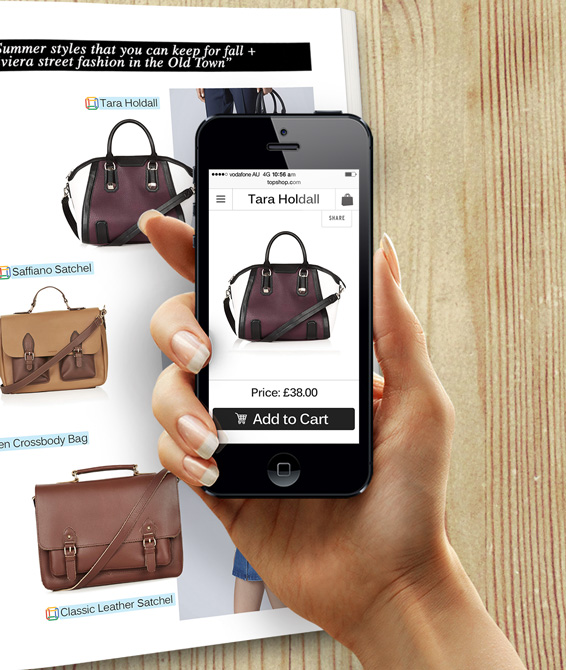 Summer styles that you can keep for fall +
viera street fashion in the Old Town”
Tara Holdall
Saffiano Satchel
en Crossbody Bag
Classic Leather Satchel
vodafone AU 4G 10:56 am
topshop.com
Tara Holdall
SHARE
Price: £38.00
Add to Cart